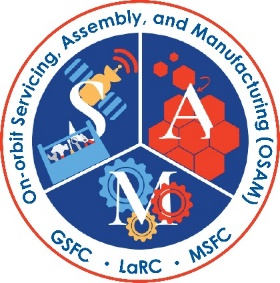 On-orbit Servicing, Assembly, and Manufacturing (OSAM)
S
A
M
GSFC • LaRC • MSFC